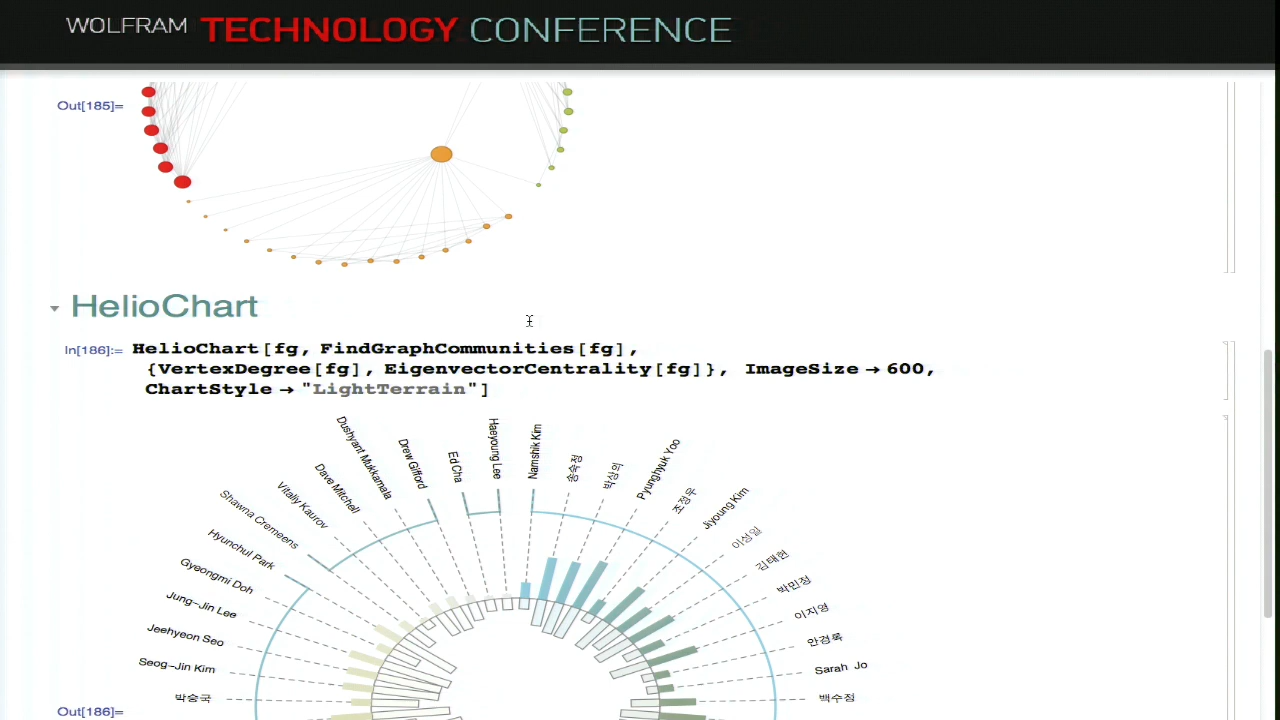 WOLFRAM TECHNOLOGY CONFERENCE
Out[185]=
HelioChart
In[186]:= HelioChart[fg, FindGraphCommunities[fg],
{VertexDegree[fg], EigenvectorCentrality[fg]}, ImageSize → 600,
ChartStyle → "LightTerrain"]
Dushyant Mukkamala
Drew Gifford
Ed Cha
Haeyoung Lee
Namshik Kim
송숙정
박상의
Pyunghyuk Yoo
조정우
Jiyoung Kim
이성일
김태현
박민정
이지영
안경록
Sarah Jo
백수정
Dave Mitchell
Vitaliy Kaurov
Shawna Cremeens
Hyunchul Park
Gyeongmi Doh
Jung-Jin Lee
Jeehyeon Seo
Seog-Jin Kim
박승국
Out[186]=